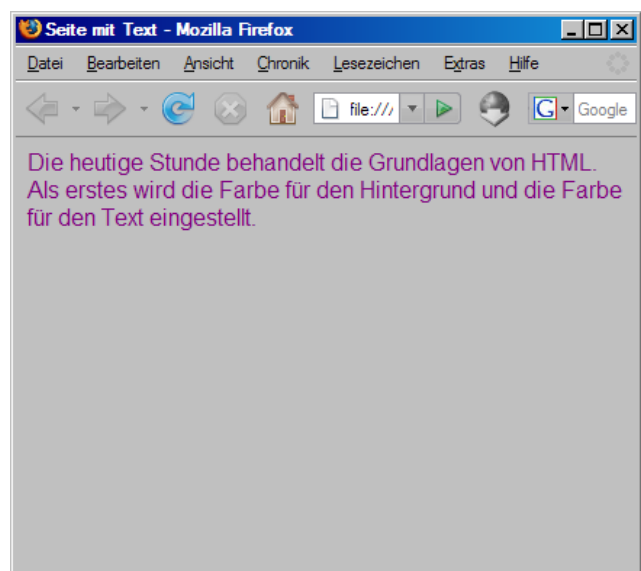 Seite mit Text - Mozilla Firefox
Datei Bearbeiten Ansicht Chronik Lesezeichen Extras Hilfe
file:/// G Google
Die heutige Stunde behandelt die Grundlagen von HTML.
Als erstes wird die Farbe für den Hintergrund und die Farbe
für den Text eingestellt.